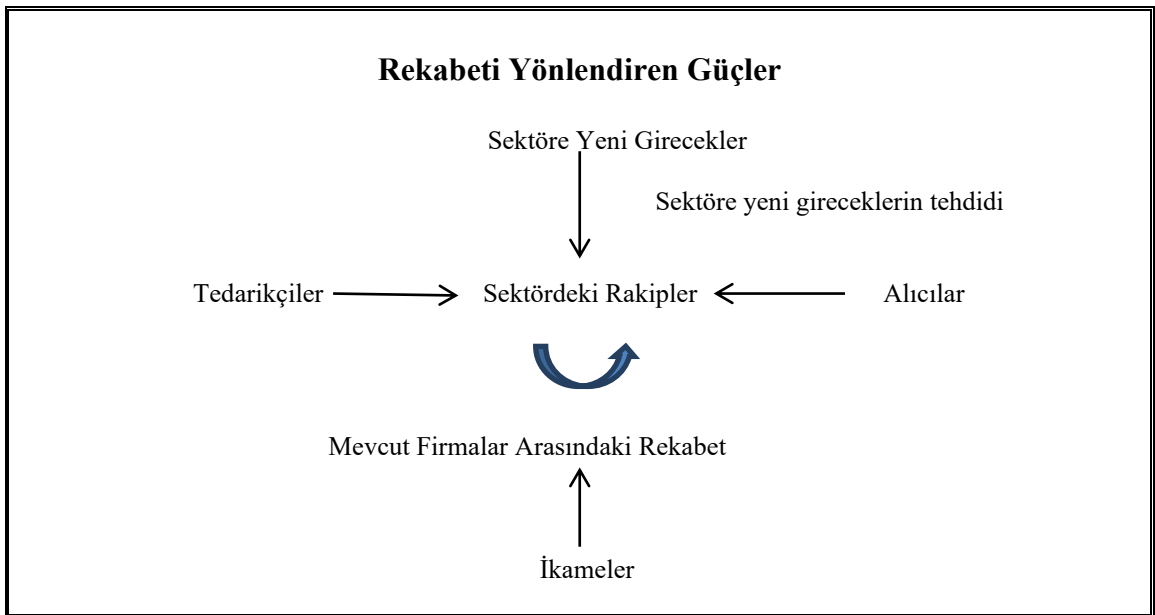 Rekabeti Yönlendiren Güçler
Sektöre Yeni Girecekler
Sektöre yeni gireceklerin tehdidi
Tedarikçiler
Sektördeki Rakipler
Alıcılar
Mevcut Firmalar Arasındaki Rekabet
İkameler